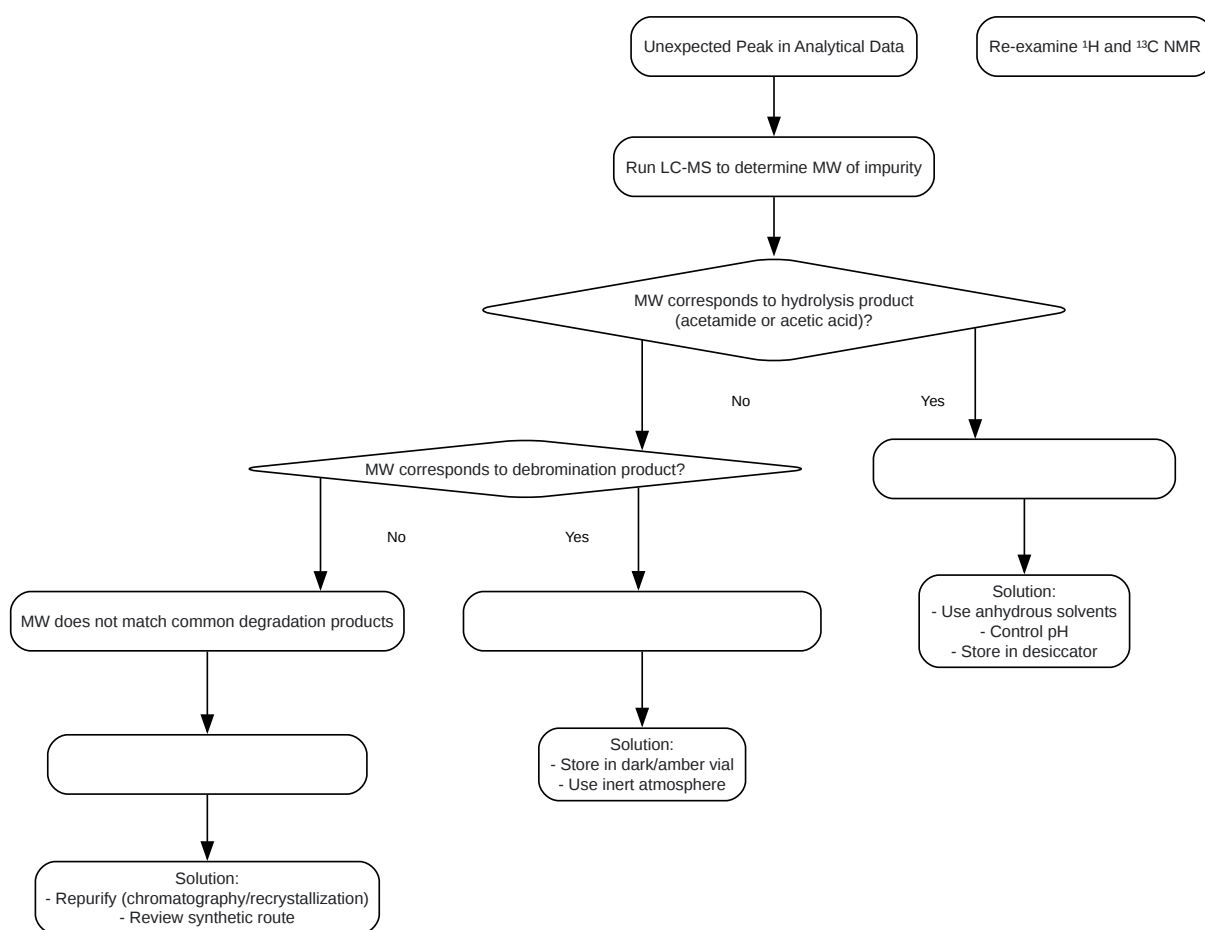 Unexpected Peak in Analytical Data
Re-examine ¹H and ¹³C NMR
Run LC-MS to determine MW of impurity
MW corresponds to hydrolysis product
(acetamide or acetic acid)?
No
Yes
MW corresponds to debromination product?
No
Yes
Solution:
- Use anhydrous solvents
- Control pH
- Store in desiccator
MW does not match common degradation products
Solution:
- Store in dark/amber vial
- Use inert atmosphere
Solution:
- Repurify (chromatography/recrystallization)
- Review synthetic route